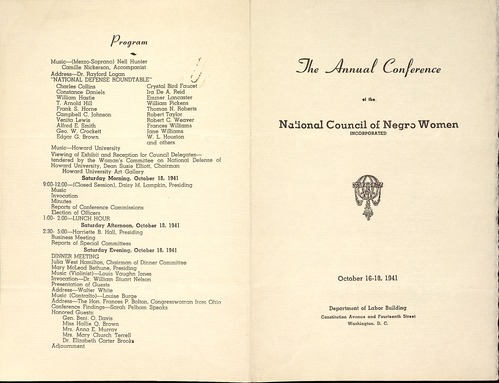 Program
Music—(Mezzo-Soprano) Nell Hunter
Camille Nickerson, Accompanist
Address—Dr. Rayford Logan
"NATIONAL DEFENSE ROUNDTABLE"
Charles Collins Crystal Bird Faucet
Constance Daniels Ira De A. Reid
William Hastie Emmer Lancaster
T. Arnold Hill William Pickens
Frank S. Horne Thomas N. Roberts
Campbell C. Johnson Robert Taylor
Venita Lewis Robert C. Weaver
Alfred E. Smith Frances Williams
Geo. W. Crockett Jane Williams
Edgar G. Brown W. L. Houston
and others
Music—Howard University
Viewing of Exhibit and Reception for Council Delegates—
tendered by the Women's Committee on National Defense of
Howard University, Dean Susie Elliott, Chairman
Howard University Art Gallery
Saturday Morning, October 18, 1941
9:00-12:00—(Closed Session), Daisy M. Lampkin, Presiding
Music
Invocation
Minutes
Reports of Conference Commissions
Election of Officers
1:00- 2:00—LUNCH HOUR
Saturday Afternoon, October 18, 1941
2:30- 5:00—Harriette B. Hall, Presiding
Business Meeting
Reports of Special Committees
Saturday Evening, October 18, 1941
DINNER MEETING
Julia West Hamilton, Chairman of Dinner Committee
Mary McLeod Bethune, Presiding
Music (Violinist)—Louis Vaughn Jones
Invocation—Dr. William Stuart Nelson
Presentation of Guests
Address—Walter White
Music (Contralto)—Louise Burge
Address—The Hon. Frances P. Bolton, Congresswoman from Ohio
Conference Findings—Sarah Pelham Speaks
Honored Guests:
Gen. Benj. O. Davis
Miss Hallie Q. Brown
Mrs. Anna E. Murray
Mrs. Mary Church Terrell
Dr. Elizabeth Carter Brooks
Adjournment
The Annual Conference
of the
National Council of Negro Women
INCORPORATED
October 16-18, 1941
Department of Labor Building
Constitution Avenue and Fourteenth Street
Washington, D. C.